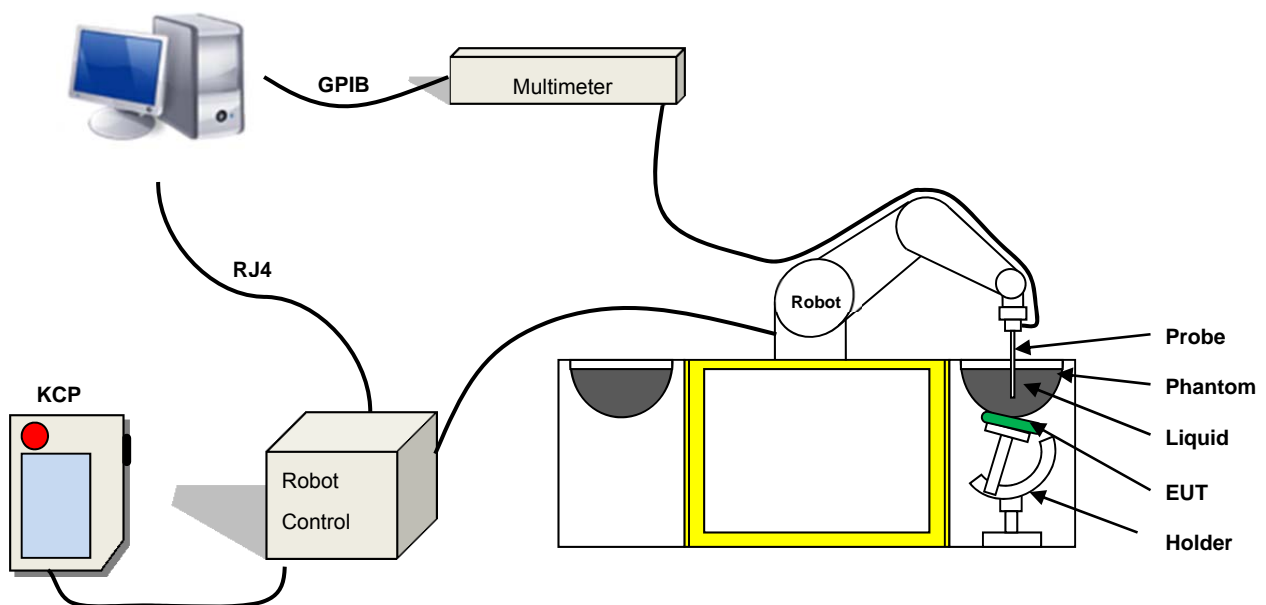 GPIB
Multimeter
RJ4
Robot
Probe
Phantom
KCP
Liquid
Robot
Control
EUT
Holder